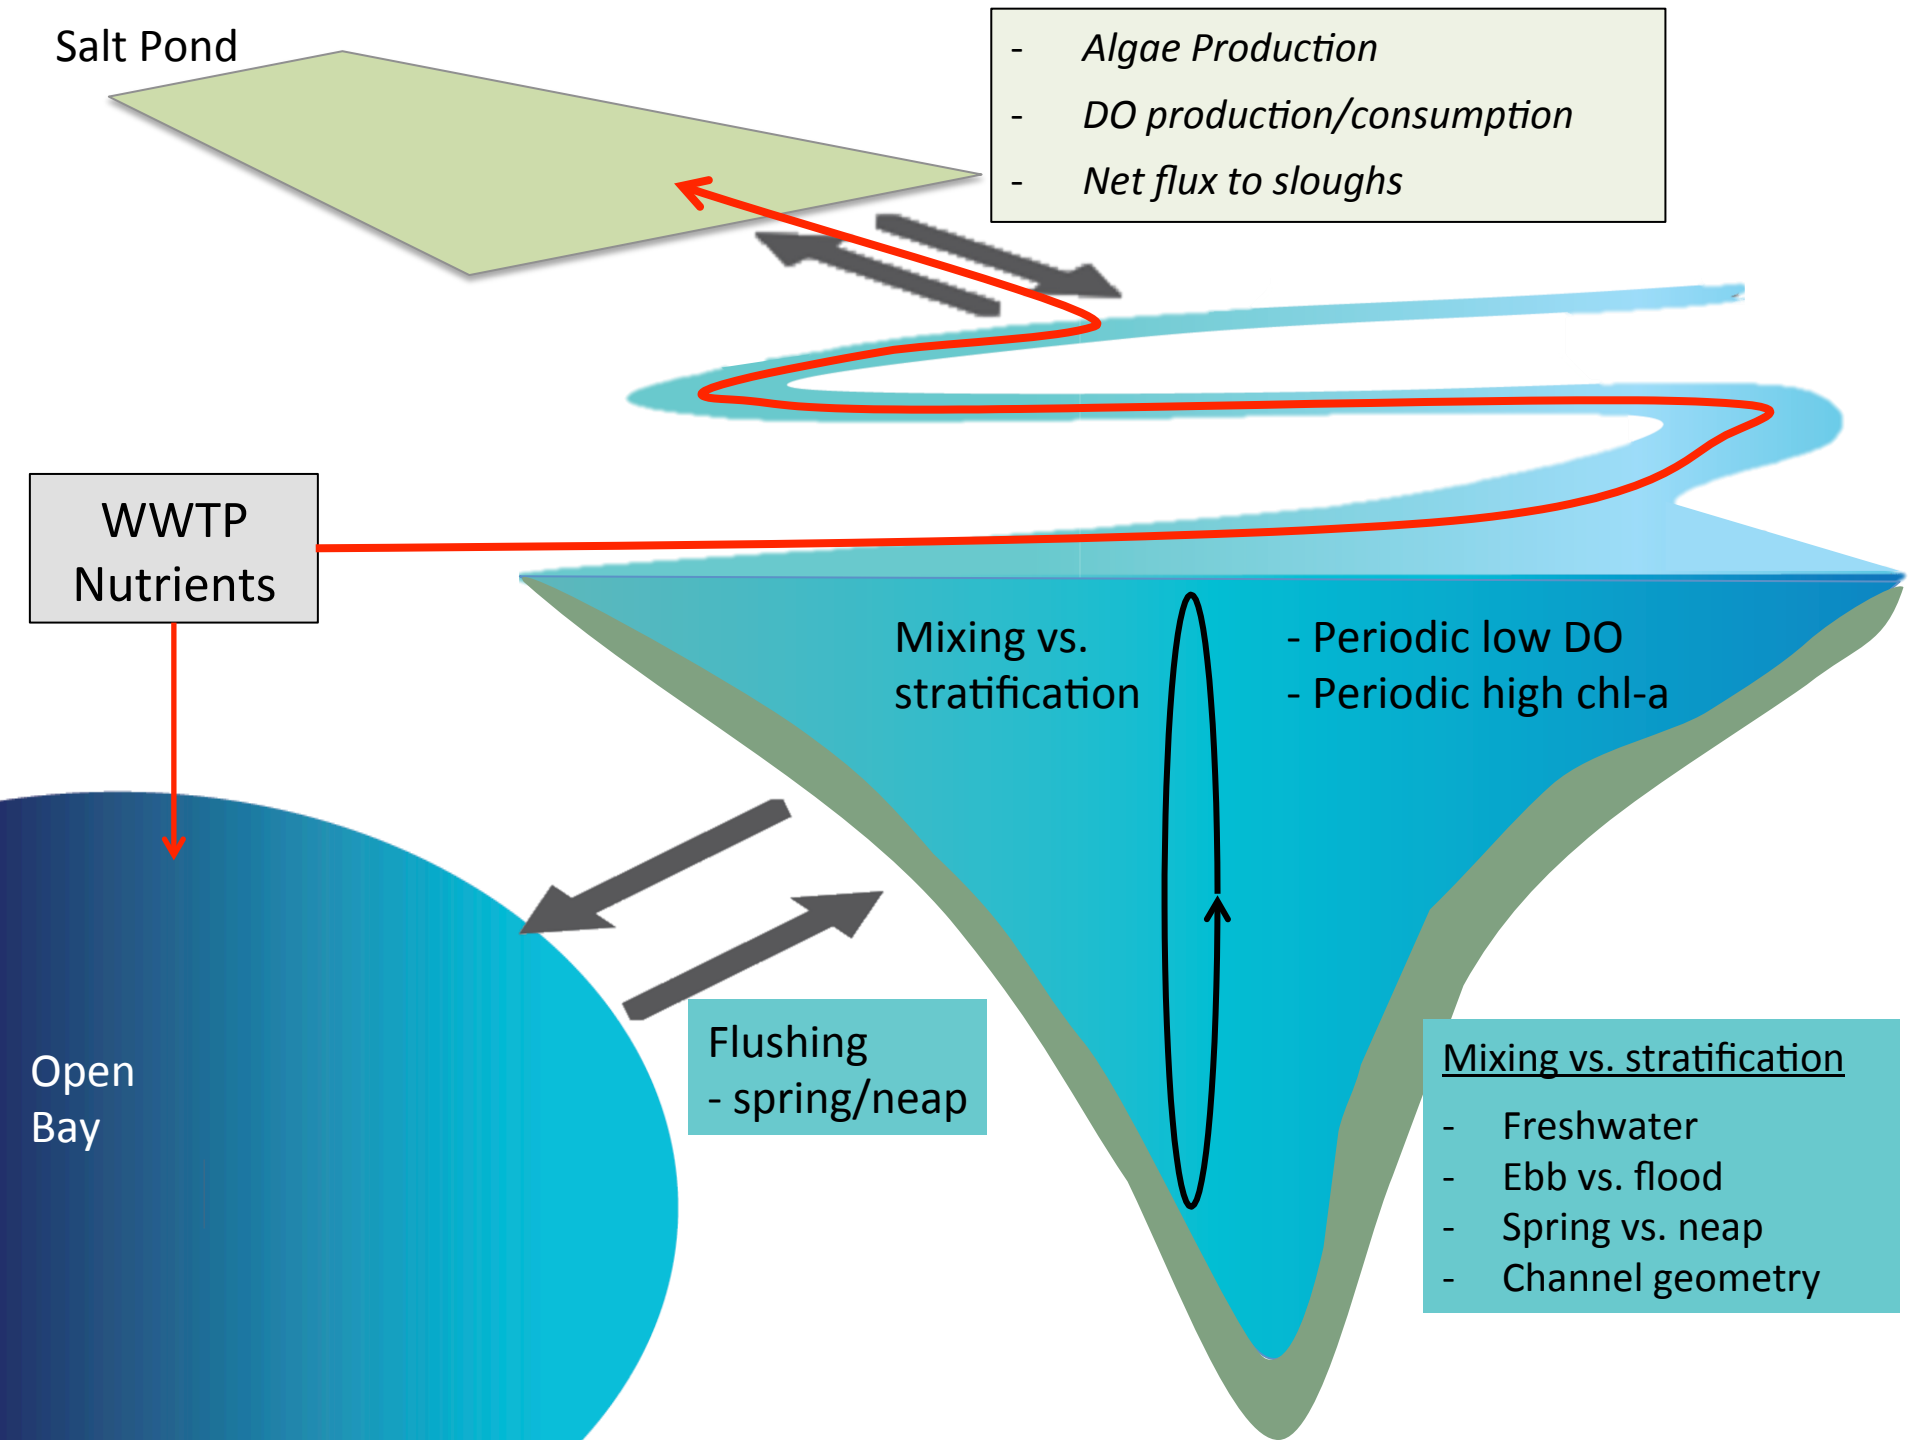 Salt Pond
- Algae Production
- DO production/consumption
- Net flux to sloughs
WWTP
Nutrients
Mixing vs.
stratification
- Periodic low DO
- Periodic high chl-a
Open
Bay
Flushing
- spring/neap
Mixing vs. stratification
- Freshwater
- Ebb vs. flood
- Spring vs. neap
- Channel geometry